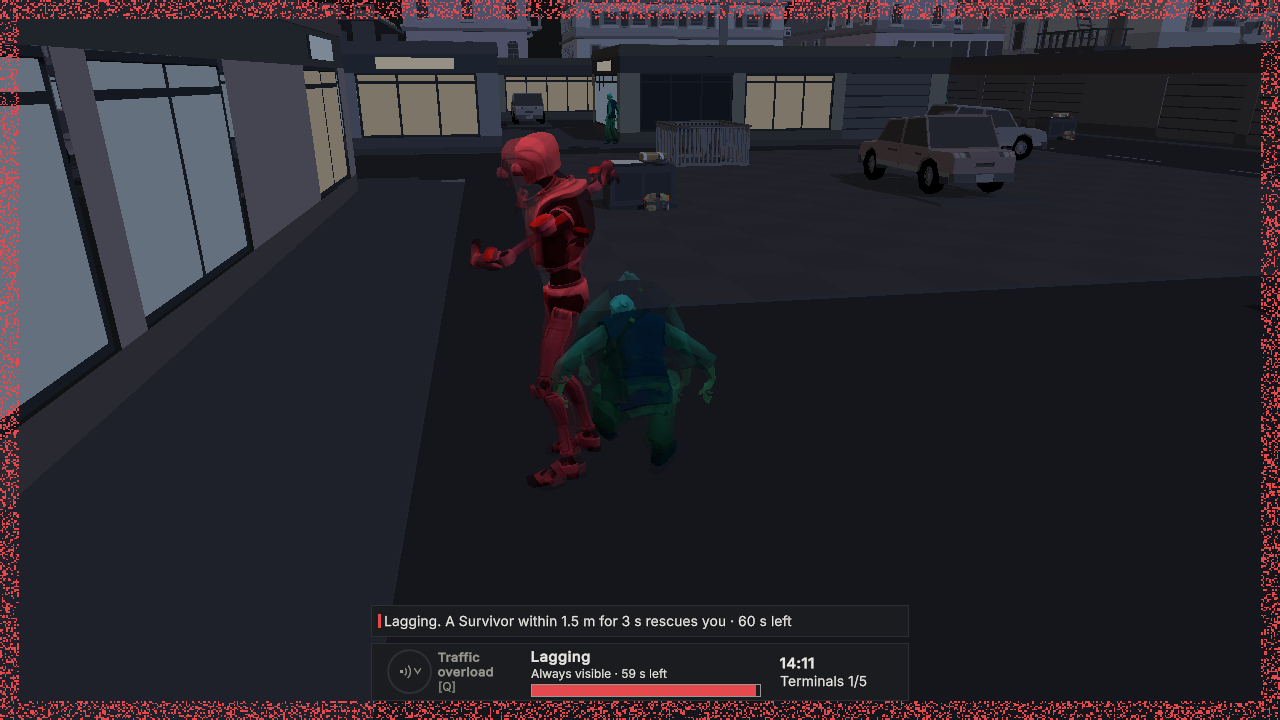 Lagging. A Survivor within 1.5 m for 3 s rescues you · 60 s left
Traffic
overload
[Q]
Lagging
Always visible · 59 s left
14:11
Terminals 1/5